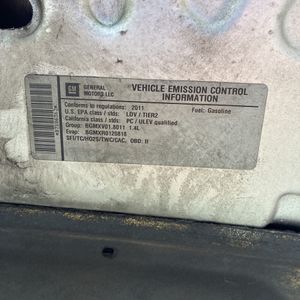 GM
GENERAL MOTORS LLC
VEHICLE EMISSION CONTROL INFORMATION
Conforms to regulations: 2011 Fuel: Gasoline
U.S. EPA class / stds: LDV / TIER2
California class / stds: PC / ULEV qualified
Group: BGMXV01.8011 1.4L
Evap: BGMXR0125818
SFI/TC/HO2S/TWC/CAC, OBD: II